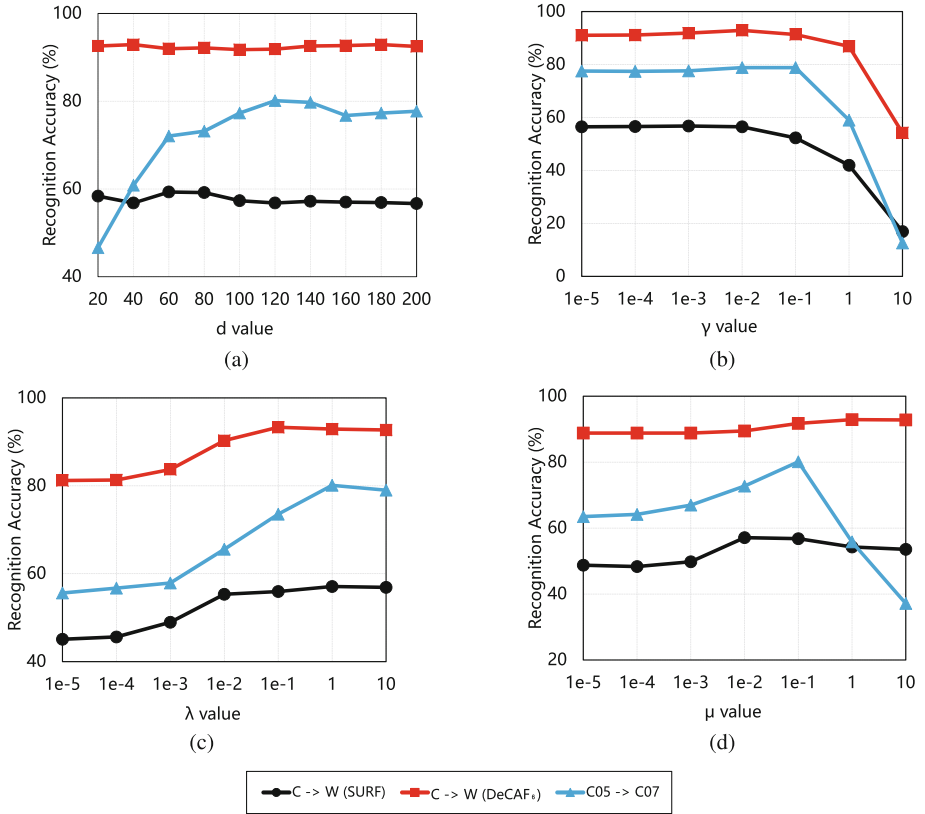 100
80
60
40
Recognition Accuracy (%)
20 40 60 80 100 120 140 160 180 200
d value
(a)
100
80
60
40
20
0
Recognition Accuracy (%)
1e-5 1e-4 1e-3 1e-2 1e-1 1 10
γ value
(b)
100
80
60
40
Recognition Accuracy (%)
1e-5 1e-4 1e-3 1e-2 1e-1 1 10
λ value
(c)
100
80
60
40
20
Recognition Accuracy (%)
1e-5 1e-4 1e-3 1e-2 1e-1 1 10
μ value
(d)
C -> W (SURF) C -> W (DeCAF₆) C05 -> C07